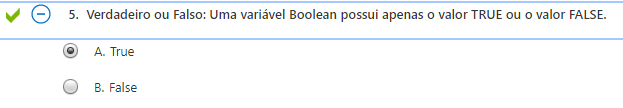 5. Verdadeiro ou Falso: Uma variável Boolean possui apenas o valor TRUE ou o valor FALSE.
A. True
B. False